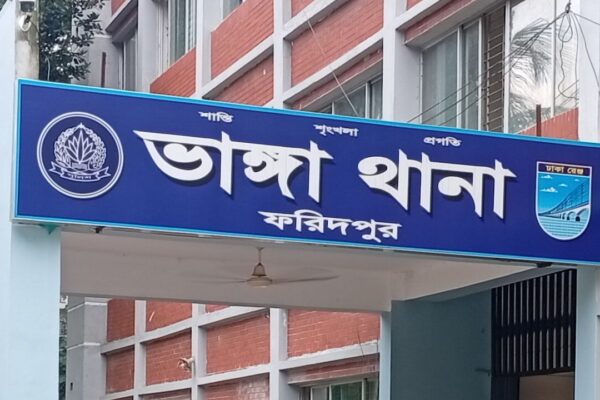 শান্তি শৃংখলা প্রগতি
ভাঙ্গা থানা
ফরিদপুর
পুলিশ
ঢাকা রেঞ্জ